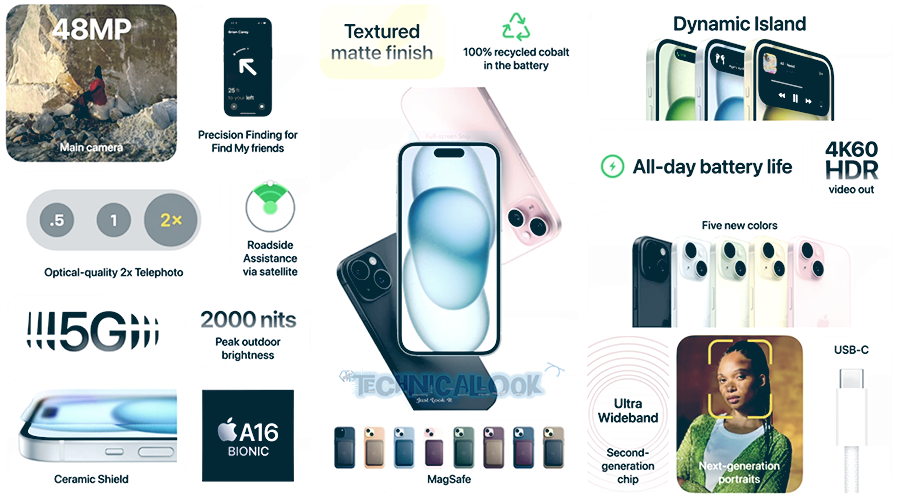 48MP
Main camera
Brian Carey
25 ft
to your left
Precision Finding for
Find My friends
.5
1
2×
Optical-quality 2x Telephoto
Roadside
Assistance
via satellite
5G
2000 nits
Peak outdoor
brightness
Ceramic Shield
A16
BIONIC
Textured
matte finish
100% recycled cobalt
in the battery
TECHNICALLOOK
Just Look It
MagSafe
Dynamic Island
All-day battery life
4K60
HDR
video out
Five new colors
Ultra
Wideband
Second-
generation
chip
Next-generation
portraits
USB-C